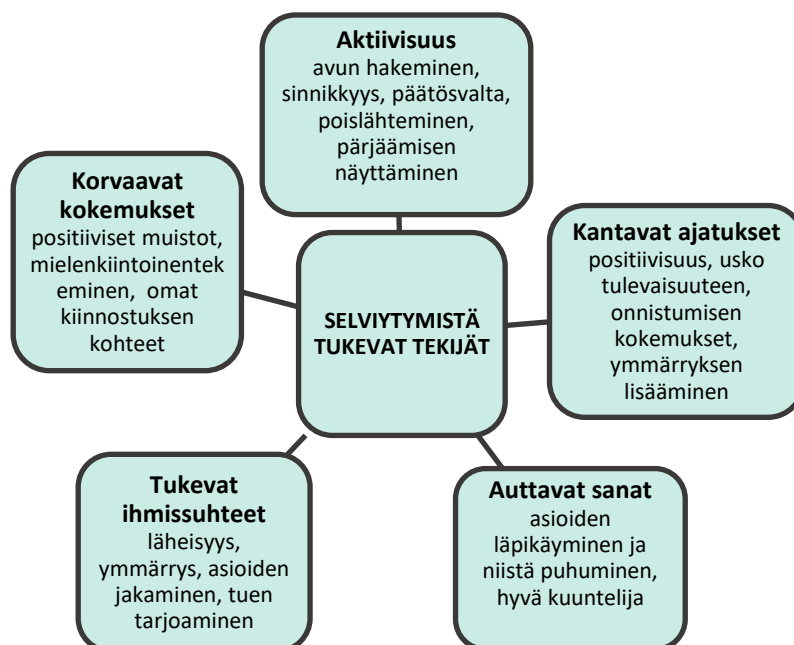 Aktiivisuus
avun hakeminen,
sinnikkyys, päätösvalta,
poislähteminen,
pärjäämisen
näyttäminen
Korvaavat
kokemukset
positiiviset muistot,
mielenkiintoinentek
eminen, omat
kiinnostuksen
kohteet
Kantavat ajatukset
positiivisuus, usko
tulevaisuuteen,
onnistumisen
kokemukset,
ymmärryksen
lisääminen
SELVIYTYMISTÄ
TUKEVAT TEKIJÄT
Tukevat
ihmissuhteet
läheisyys,
ymmärrys, asioiden
jakaminen, tuen
tarjoaminen
Auttavat sanat
asioiden
läpikäyminen ja
niistä puhuminen,
hyvä kuuntelija